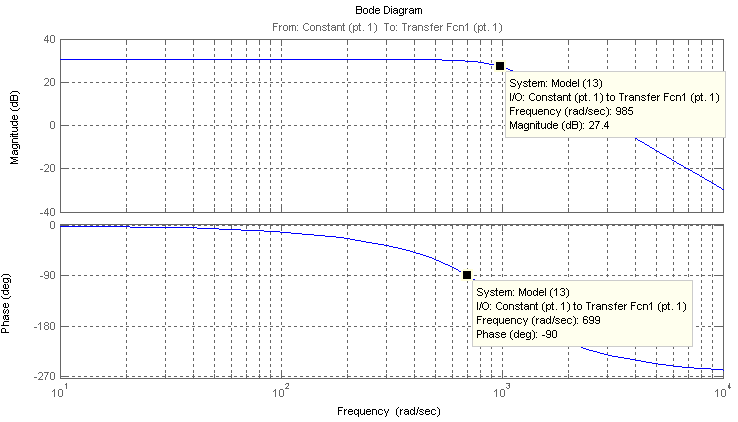 Bode Diagram
From: Constant (pt. 1)  To: Transfer Fcn1 (pt. 1)
Magnitude (dB)
40
20
0
-20
-40
System: Model (13)
I/O: Constant (pt. 1) to Transfer Fcn1 (pt. 1)
Frequency (rad/sec): 985
Magnitude (dB): 27.4
Phase (deg)
0
-90
-180
-270
System: Model (13)
I/O: Constant (pt. 1) to Transfer Fcn1 (pt. 1)
Frequency (rad/sec): 699
Phase (deg): -90
10^1 10^2 10^3 10^4
Frequency  (rad/sec)